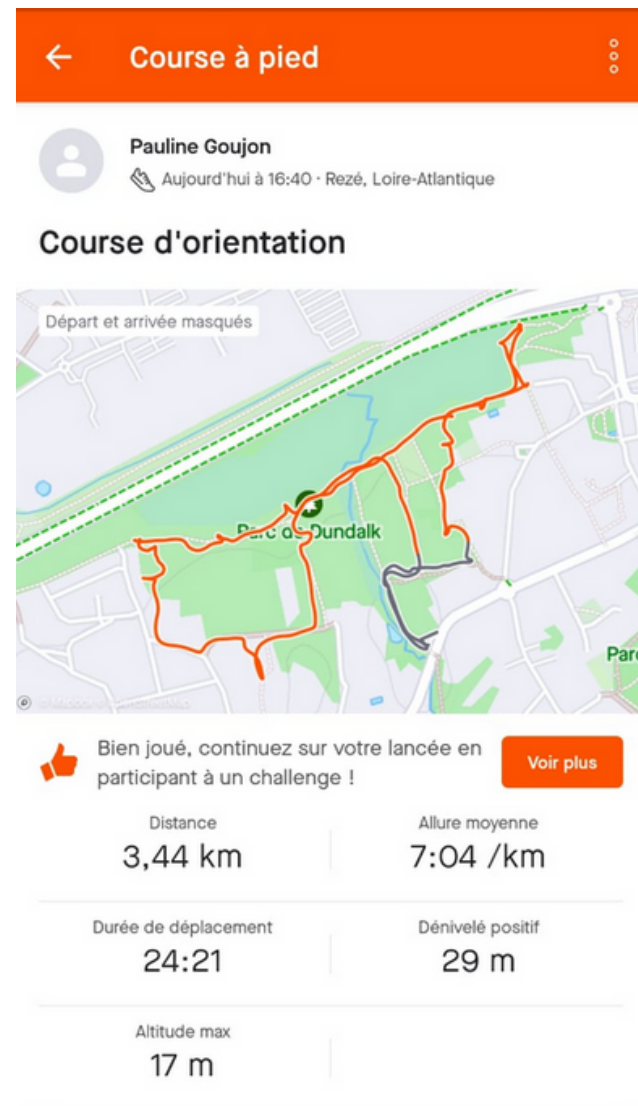 Course à pied
Pauline Goujon
Aujourd'hui à 16:40 · Rezé, Loire-Atlantique
Course d'orientation
Départ et arrivée masqués
Parc de Dundalk
Parc
Bien joué, continuez sur votre lancée en
participant à un challenge !
Voir plus
Distance
Allure moyenne
3,44 km
7:04 /km
Durée de déplacement
Dénivelé positif
24:21
29 m
Altitude max
17 m